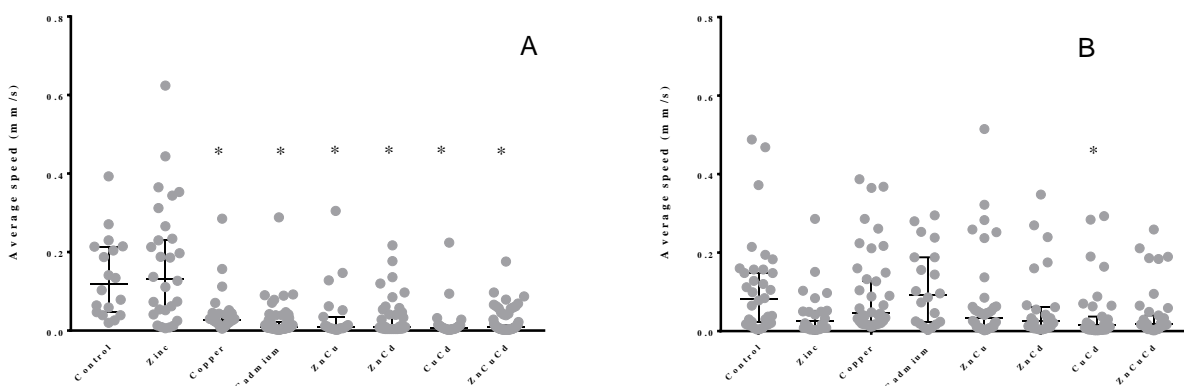 A
B
Average speed (mm/s)
0.8
0.6
0.4
0.2
0.0
* * * * * *
Control
Zinc
Copper
Cadmium
ZnCu
ZnCd
CuCd
ZnCuCd
Average speed (mm/s)
0.8
0.6
0.4
0.2
0.0
*
Control
Zinc
Copper
Cadmium
ZnCu
ZnCd
CuCd
ZnCuCd